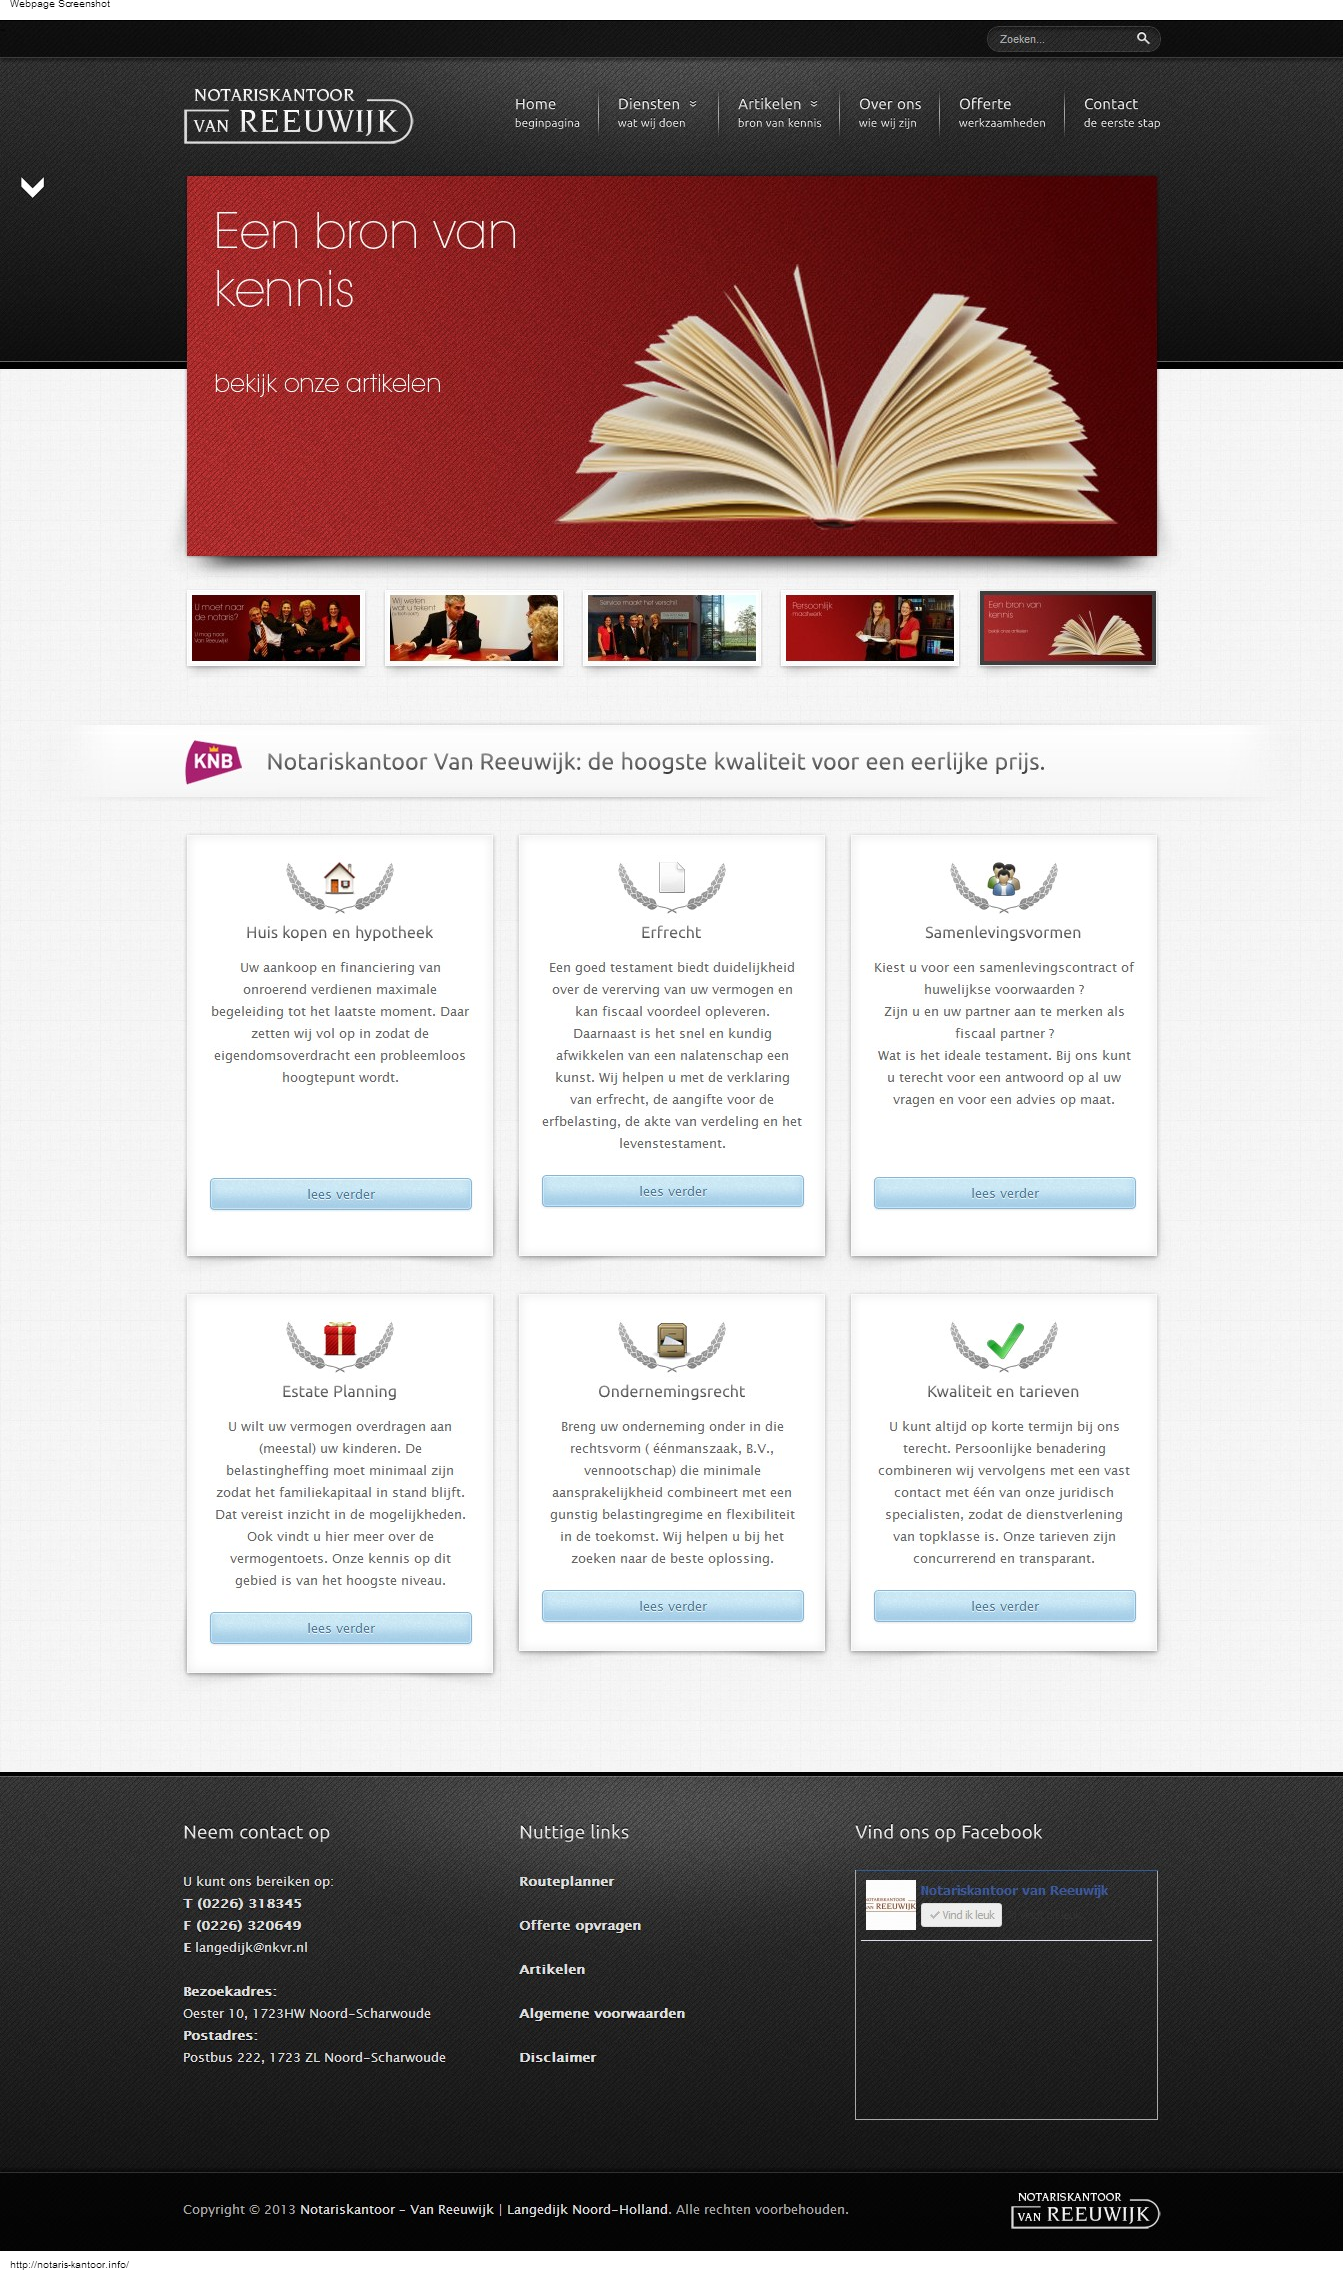 Webpage Screenshot
Zoeken...
NOTARISKANTOOR
VAN REEUWIJK
Home
beginpagina
Diensten
wat wij doen
Artikelen
bron van kennis
Over ons
wie wij zijn
Offerte
werkzaamheden
Contact
de eerste stap
Een bron van
kennis
bekijk onze artikelen
U moet naar
de notaris?
U mag naar
van Reeuwijk!
Wij weten
wat u tekent
Service maakt het verschil
Persoonlijk
maatwerk
Een bron van
kennis
bekijk onze artikelen
KNB
Notariskantoor Van Reeuwijk: de hoogste kwaliteit voor een eerlijke prijs.
Huis kopen en hypotheek
Uw aankoop en financiering van
onroerend verdienen maximale
begeleiding tot het laatste moment. Daar
zetten wij vol op in zodat de
eigendomsoverdracht een probleemloos
hoogtepunt wordt.
lees verder
Erfrecht
Een goed testament biedt duidelijkheid
over de vererving van uw vermogen en
kan fiscaal voordeel opleveren.
Daarnaast is het snel en kundig
afwikkelen van een nalatenschap een
kunst. Wij helpen u met de verklaring
van erfrecht, de aangifte voor de
erfbelasting, de akte van verdeling en het
levenstestament.
lees verder
Samenlevingsvormen
Kiest u voor een samenlevingscontract of
huwelijkse voorwaarden ?
Zijn u en uw partner aan te merken als
fiscaal partner ?
Wat is het ideale testament. Bij ons kunt
u terecht voor een antwoord op al uw
vragen en voor een advies op maat.
lees verder
Estate Planning
U wilt uw vermogen overdragen aan
(meestal) uw kinderen. De
belastingheffing moet minimaal zijn
zodat het familiekapitaal in stand blijft.
Dat vereist inzicht in de mogelijkheden.
Ook vindt u hier meer over de
vermogentoets. Onze kennis op dit
gebied is van het hoogste niveau.
lees verder
Ondernemingsrecht
Breng uw onderneming onder in die
rechtsvorm ( éénmanszaak, B.V.,
vennootschap) die minimale
aansprakelijkheid combineert met een
gunstig belastingregime en flexibiliteit
in de toekomst. Wij helpen u bij het
zoeken naar de beste oplossing.
lees verder
Kwaliteit en tarieven
U kunt altijd op korte termijn bij ons
terecht. Persoonlijke benadering
combineren wij vervolgens met een vast
contact met één van onze juridisch
specialisten, zodat de dienstverlening
van topklasse is. Onze tarieven zijn
concurrerend en transparant.
lees verder
Neem contact op
U kunt ons bereiken op:
T (0226) 318345
F (0226) 320649
E langedijk@nkvr.nl
Bezoekadres:
Oester 10, 1723HW Noord-Scharwoude
Postadres:
Postbus 222, 1723 ZL Noord-Scharwoude
Nuttige links
Routeplanner
Offerte opvragen
Artikelen
Algemene voorwaarden
Disclaimer
Vind ons op Facebook
NOTARISKANTOOR
VAN REEUWIJK
Notariskantoor van Reeuwijk
Vind ik leuk
Copyright © 2013 Notariskantoor - Van Reeuwijk | Langedijk Noord-Holland. Alle rechten voorbehouden.
NOTARISKANTOOR
VAN REEUWIJK
http://notaris-kantoor.info/